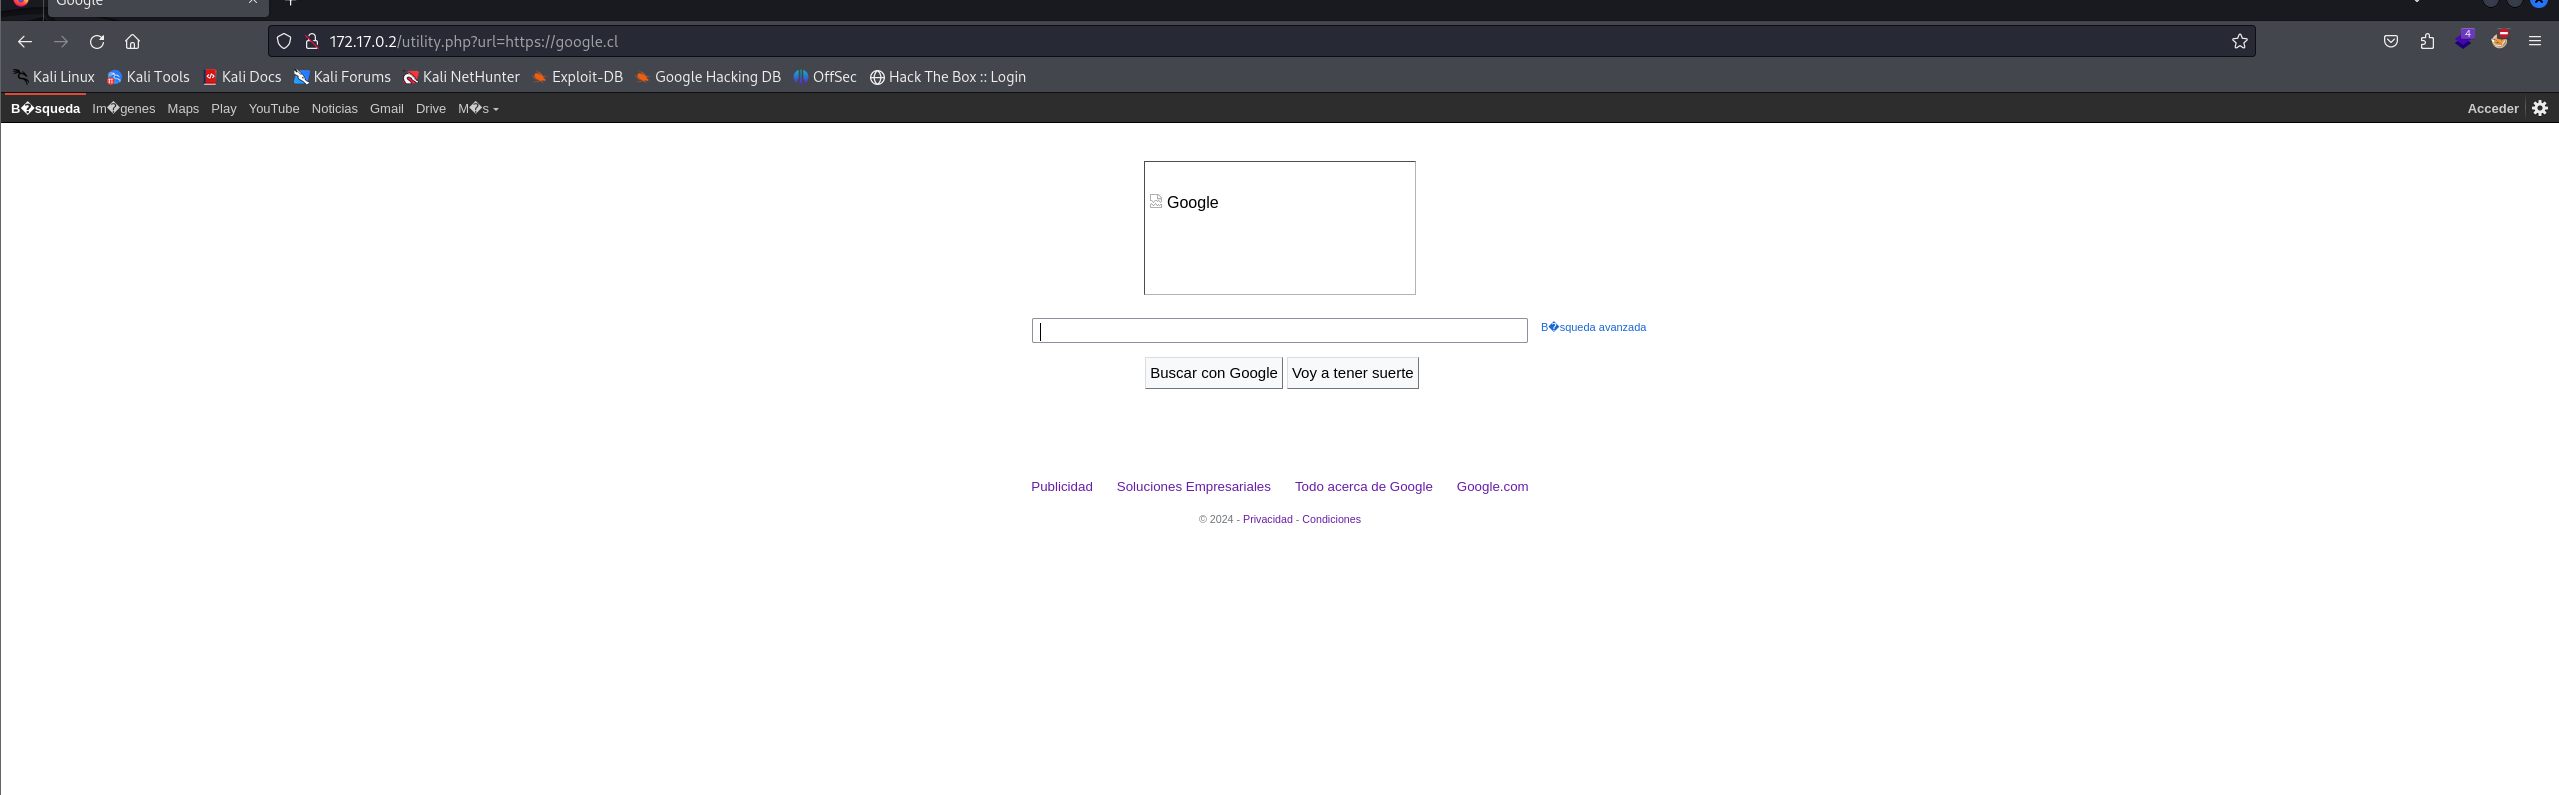 Google
172.17.0.2/utility.php?url=https://google.cl
4
Kali Linux Kali Tools Kali Docs Kali Forums Kali NetHunter Exploit-DB Google Hacking DB OffSec Hack The Box :: Login
B�squeda Im�genes Maps Play YouTube Noticias Gmail Drive M�s Acceder
Google
B�squeda avanzada
Buscar con Google Voy a tener suerte
Publicidad Soluciones Empresariales Todo acerca de Google Google.com
© 2024 - Privacidad - Condiciones